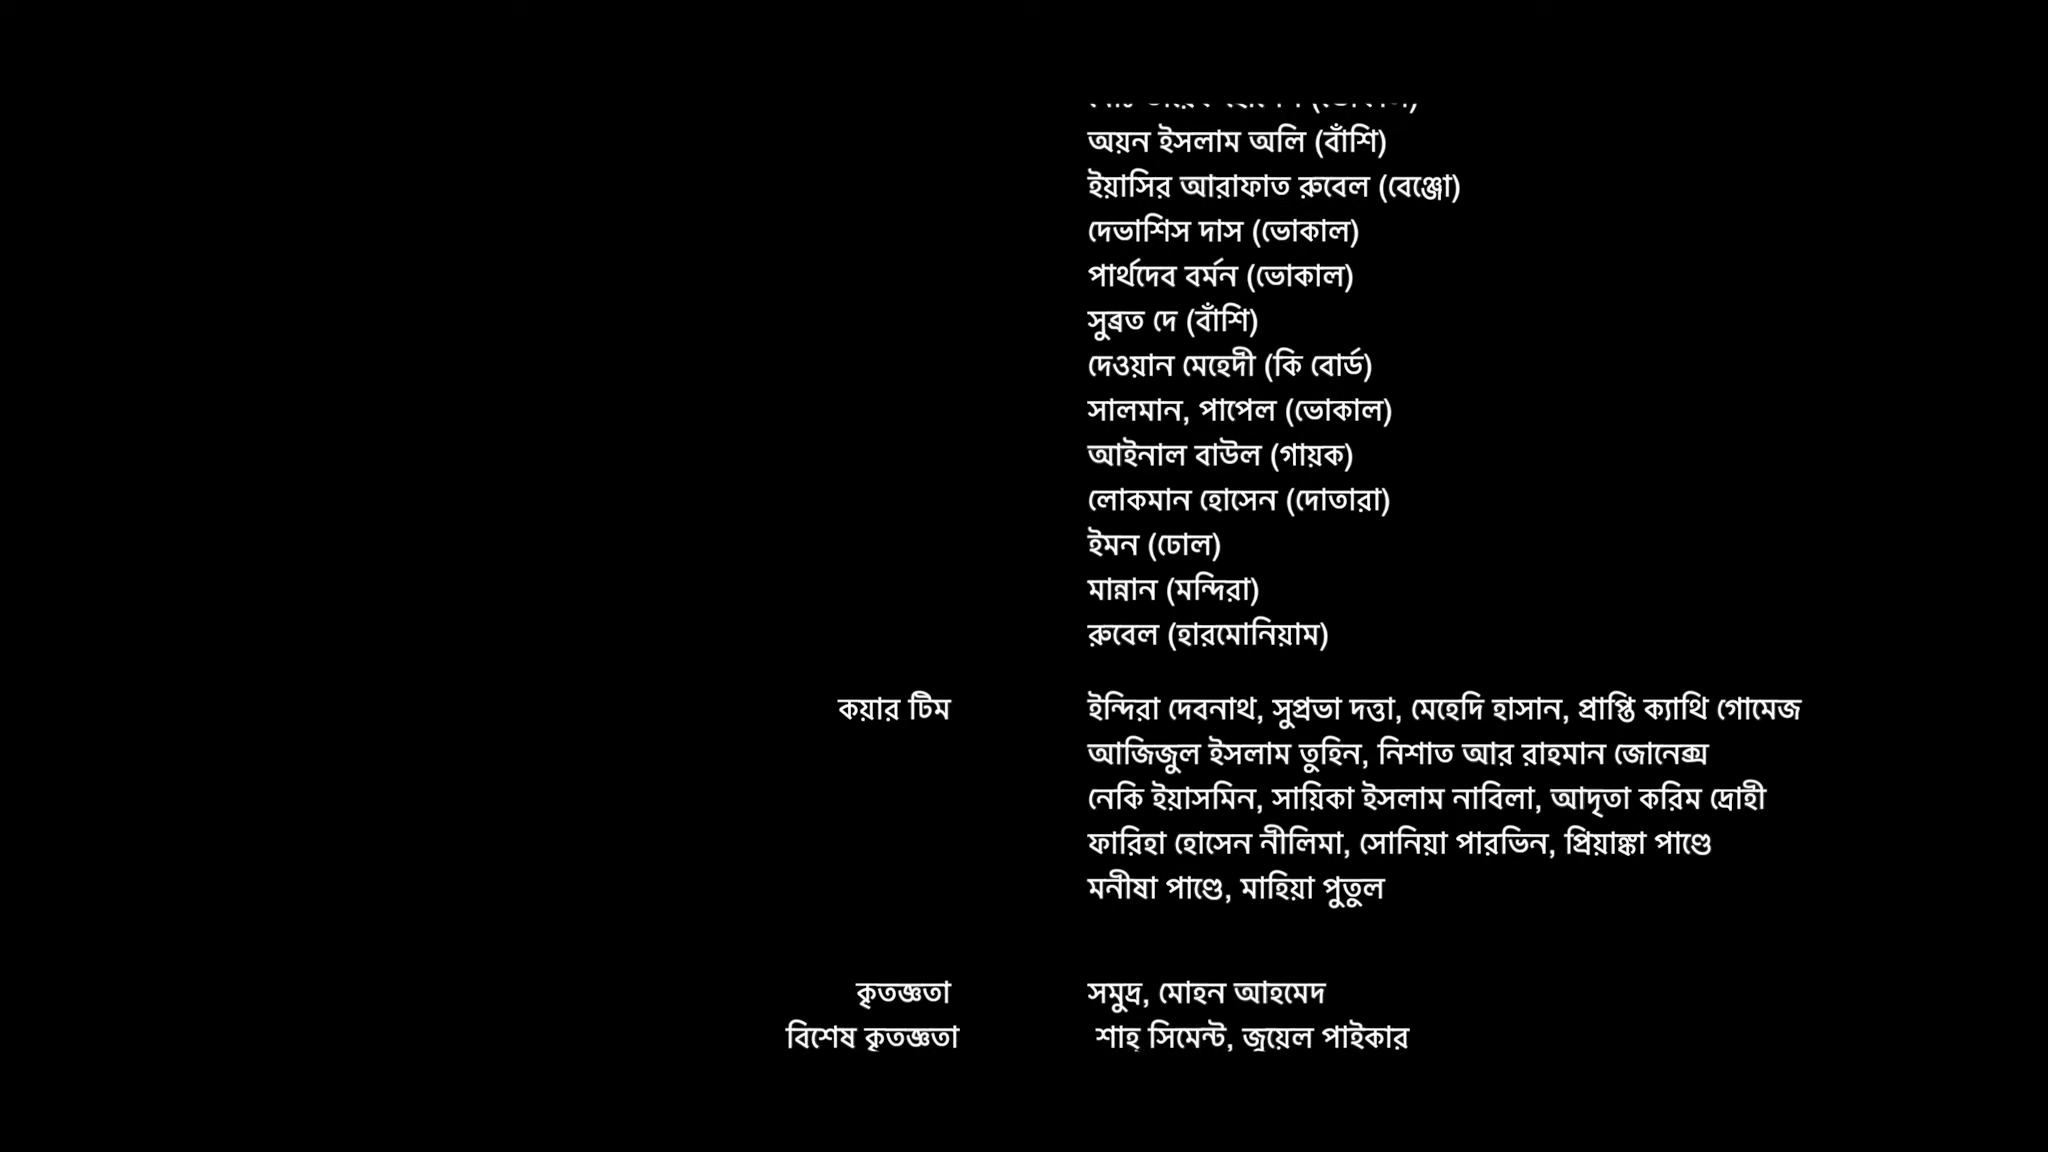 (ভোকাল)
অয়ন ইসলাম অলি (বাঁশি)
ইয়াসির আরাফাত রুবেল (বেঞ্জো)
দেভাশিস দাস (ভোকাল)
পার্থদেব বর্মন (ভোকাল)
সুব্রত দে (বাঁশি)
দেওয়ান মেহেদী (কি বোর্ড)
সালমান, পাপেল (ভোকাল)
আইনাল বাউল (গায়ক)
লোকমান হোসেন (দোতারা)
ইমন (ঢোল)
মান্নান (মন্দিরা)
রুবেল (হারমোনিয়াম)
কয়ার টিম ইন্দিরা দেবনাথ, সুপ্রভা দত্তা, মেহেদি হাসান, প্রাপ্তি ক্যাথি গোমেজ
আজিজুল ইসলাম তুহিন, নিশাত আর রাহমান জোনেক্স
নেকি ইয়াসমিন, সায়িকা ইসলাম নাবিলা, আদৃতা করিম দ্রোহী
ফারিহা হোসেন নীলিমা, সোনিয়া পারভিন, প্রিয়াঙ্কা পাণ্ডে
মনীষা পাণ্ডে, মাহিয়া পুতুল
কৃতজ্ঞতা সমুদ্র, মোহন আহমেদ
বিশেষ কৃতজ্ঞতা শাহ্ সিমেন্ট, জুয়েল পাইকার